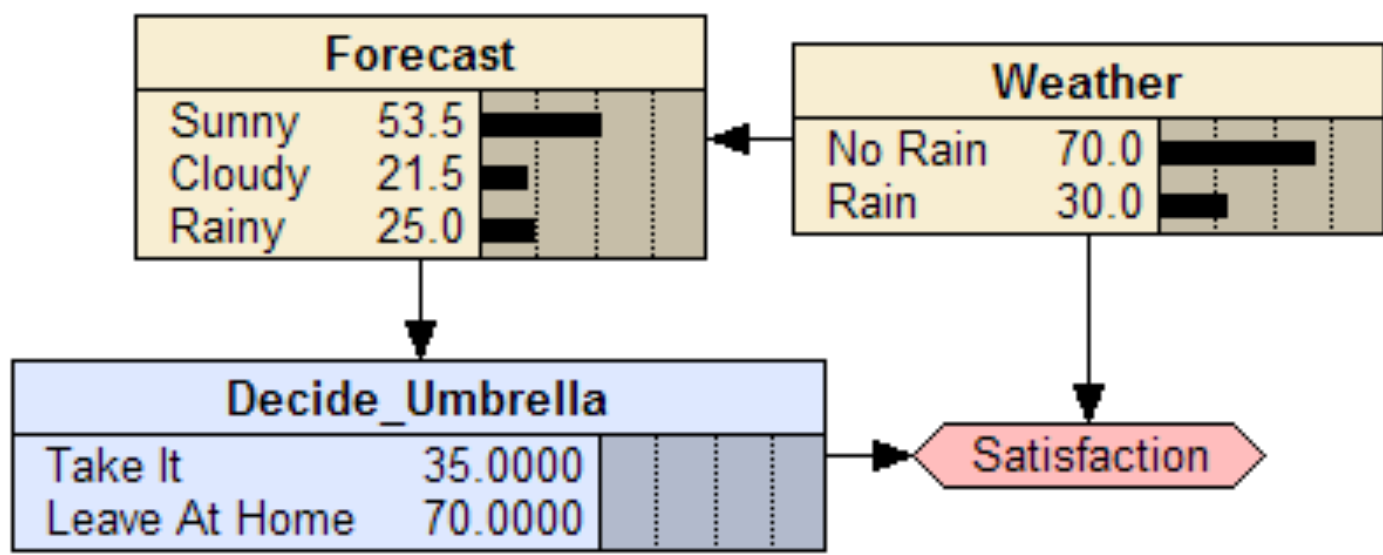 Forecast
Sunny 53.5
Cloudy 21.5
Rainy 25.0
Weather
No Rain 70.0
Rain 30.0
Decide_Umbrella
Take It 35.0000
Leave At Home 70.0000
Satisfaction